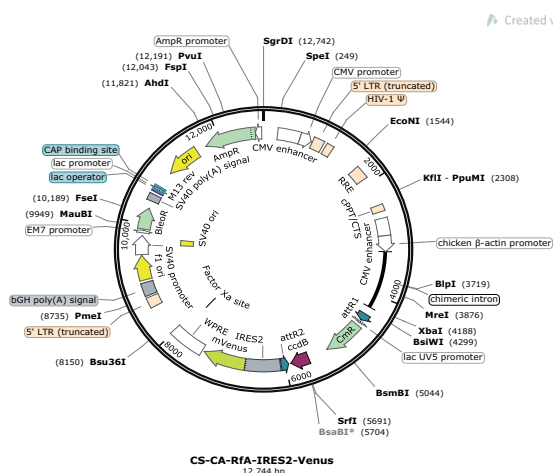 Created v
AmpR promoter
SgrDI (12,742)
(12,191) PvuI
SpeI (249)
(12,043) FspI
CMV promoter
(11,821) AhdI
5' LTR (truncated)
HIV-1 Ψ
EcoNI (1544)
12,000
CMV enhancer
AmpR
ori
2000
CAP binding site
lac promoter
lac operator
M13 rev
SV40 poly(A) signal
RRE
KflI - PpuMI (2308)
(10,189) FseI
(9949) MauBI
BleoR
SV40 ori
cPPT/CTS
EM7 promoter
10,000
CMV enhancer
chicken β-actin promoter
f1 ori
SV40 promoter
Factor Xa site
BlpI (3719)
4000
chimeric intron
bGH poly(A) signal
(8735) PmeI
attR1
MreI (3876)
5' LTR (truncated)
XbaI (4188)
CmR
BsiWI (4299)
WPRE
IRES2
attR2
ccdB
mVenus
8000
lac UV5 promoter
(8150) Bsu36I
6000
BsmBI (5044)
SrfI (5691)
BsaBI* (5704)
CS-CA-RfA-IRES2-Venus
12,744 bp